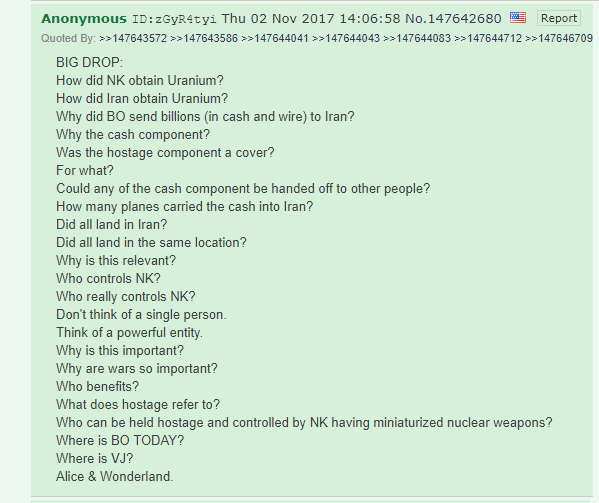 Anonymous ID:zGyR4tyi Thu 02 Nov 2017 14:06:58 No.147642680 Report
Quoted By: >>147643572 >>147643586 >>147644041 >>147644043 >>147644083 >>147644712 >>147646709
BIG DROP:
How did NK obtain Uranium?
How did Iran obtain Uranium?
Why did BO send billions (in cash and wire) to Iran?
Why the cash component?
Was the hostage component a cover?
For what?
Could any of the cash component be handed off to other people?
How many planes carried the cash into Iran?
Did all land in Iran?
Did all land in the same location?
Why is this relevant?
Who controls NK?
Who really controls NK?
Don't think of a single person.
Think of a powerful entity.
Why is this important?
Why are wars so important?
Who benefits?
What does hostage refer to?
Who can be held hostage and controlled by NK having miniaturized nuclear weapons?
Where is BO TODAY?
Where is VJ?
Alice & Wonderland.